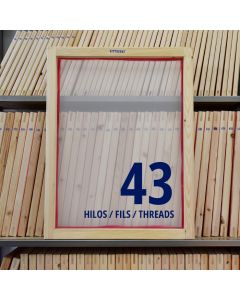 43
HILOS / FILS / THREADS